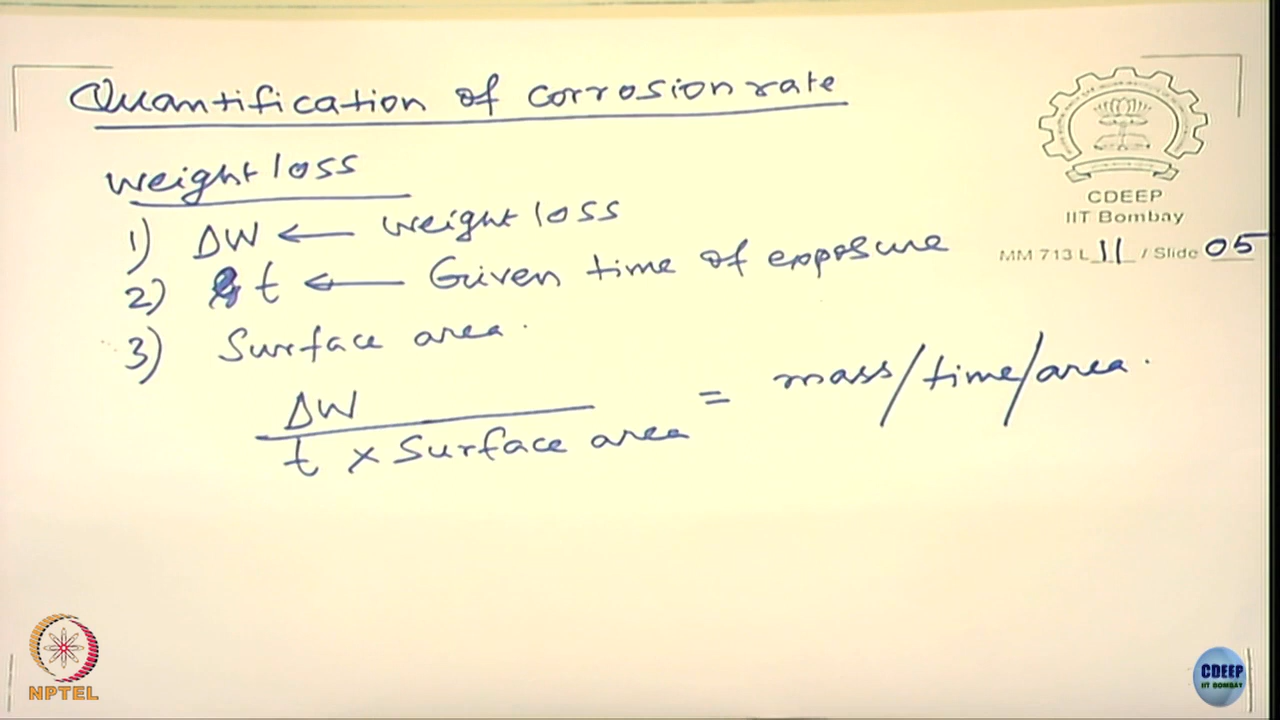 Quantification of corrosion rate
Weight loss
1) ΔW ← Weight loss
2) t ← Given time of exposure
3) Surface area.
ΔW
t × Surface area
= mass/time/area.
CDEEP
IIT Bombay
MM 713 L 11 / Slide 05
NPTEL
CDEEP
IIT BOMBAY